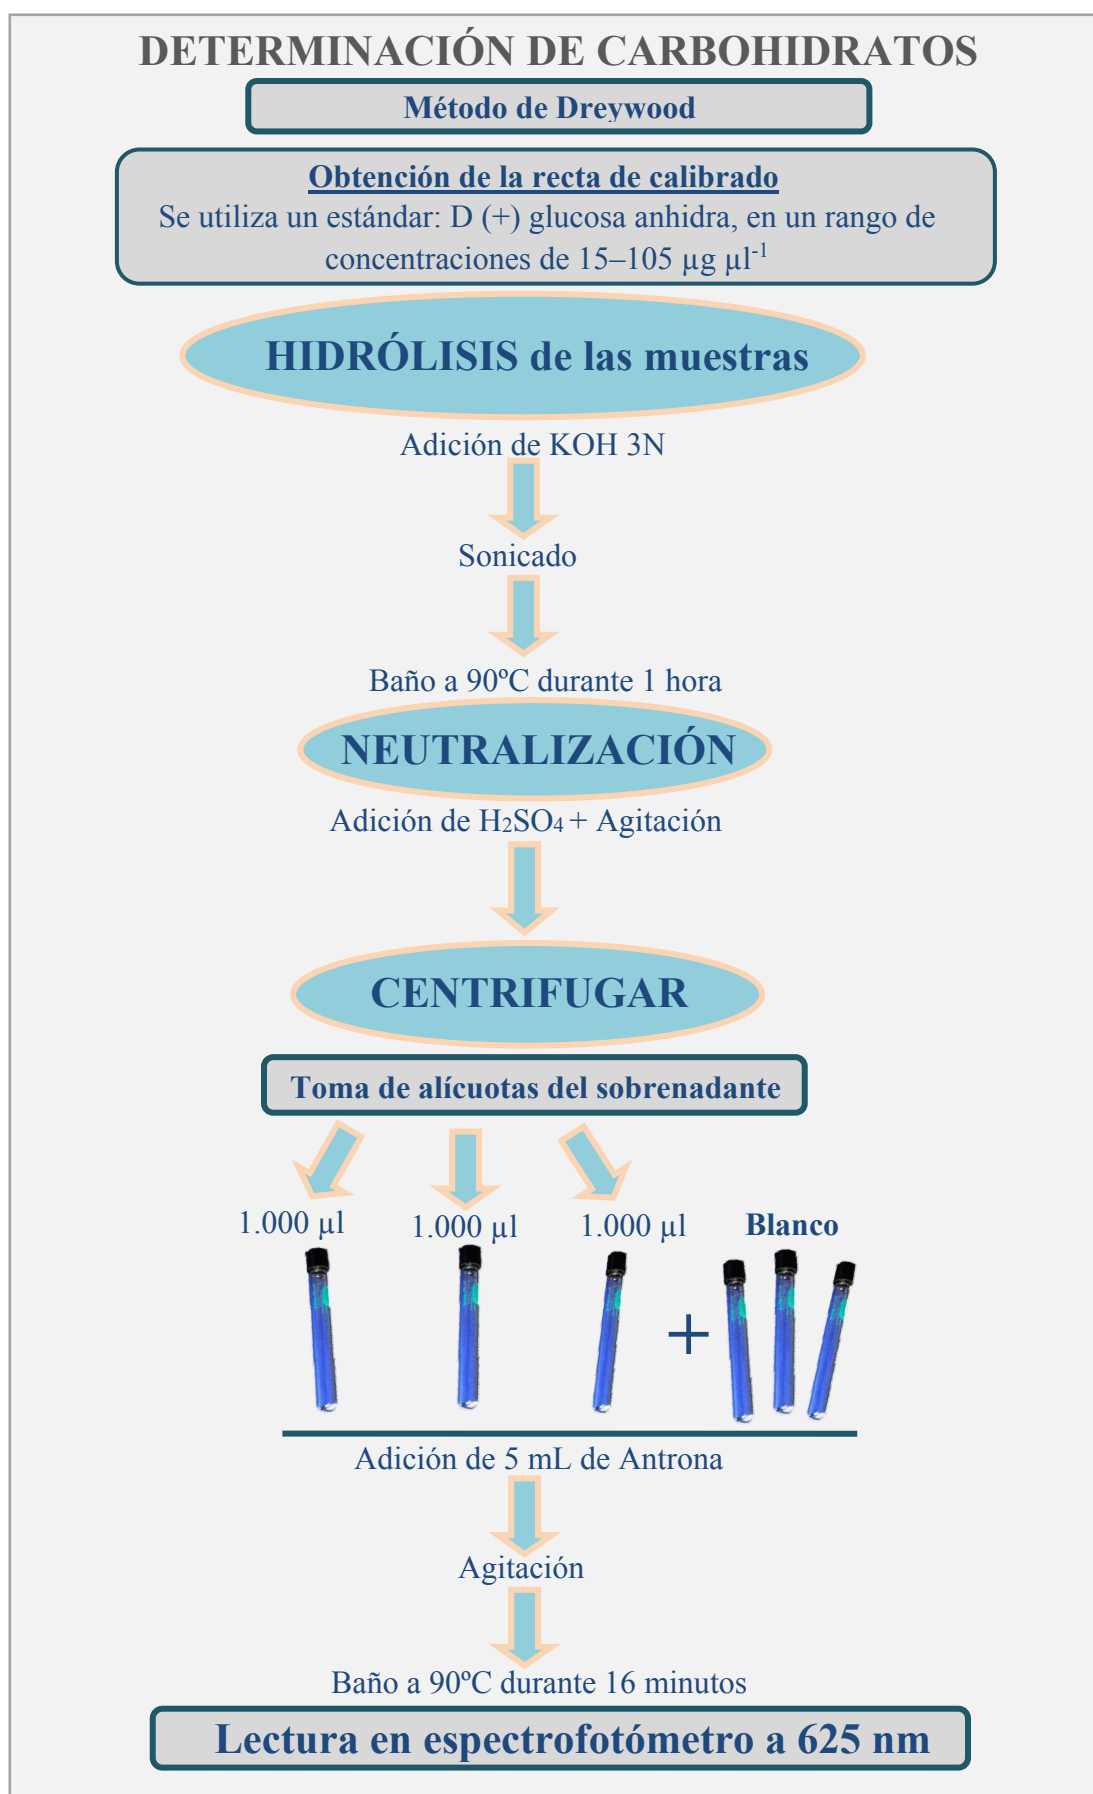 DETERMINACIÓN DE CARBOHIDRATOS
Método de Dreywood
Obtención de la recta de calibrado
Se utiliza un estándar: D (+) glucosa anhidra, en un rango de
concentraciones de 15–105 µg µl⁻¹
HIDRÓLISIS de las muestras
Adición de KOH 3N
Sonicado
Baño a 90ºC durante 1 hora
NEUTRALIZACIÓN
Adición de H₂SO₄ + Agitación
CENTRIFUGAR
Toma de alícuotas del sobrenadante
1.000 µl 1.000 µl 1.000 µl Blanco
+
Adición de 5 mL de Antrona
Agitación
Baño a 90ºC durante 16 minutos
Lectura en espectrofotómetro a 625 nm